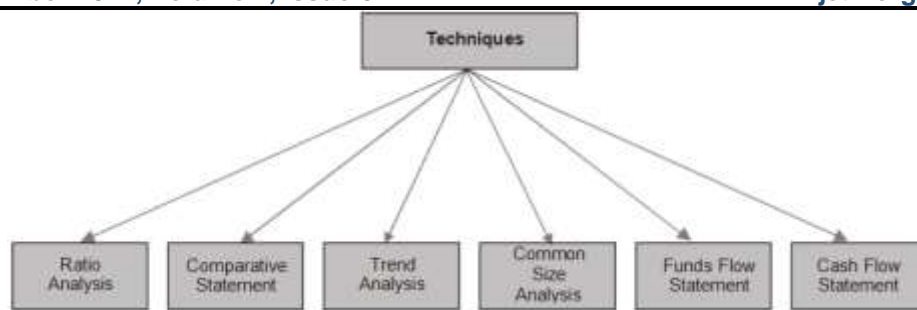 Techniques
Ratio
Analysis
Comparative
Statement
Trend
Analysis
Common
Size
Analysis
Funds Flow
Statement
Cash Flow
Statement